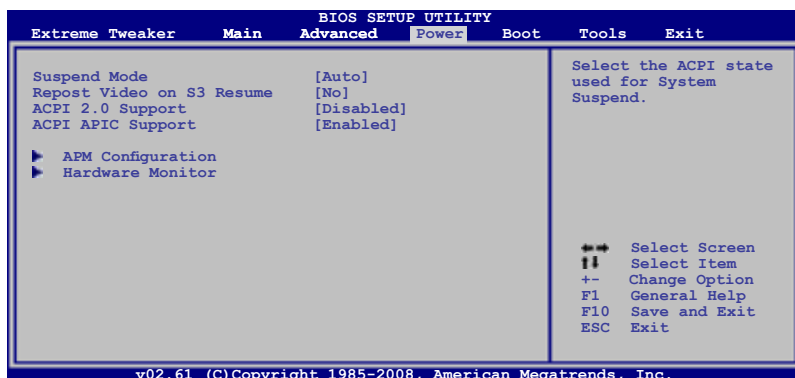 BIOS SETUP UTILITY
Extreme Tweaker Main Advanced Power Boot Tools Exit
Suspend Mode [Auto]
Repost Video on S3 Resume [No]
ACPI 2.0 Support [Disabled]
ACPI APIC Support [Enabled]
APM Configuration
Hardware Monitor
Select the ACPI state
used for System
Suspend.
Select Screen
Select Item
+- Change Option
F1 General Help
F10 Save and Exit
ESC Exit
v02.61 (C)Copyright 1985-2008, American Megatrends, Inc.